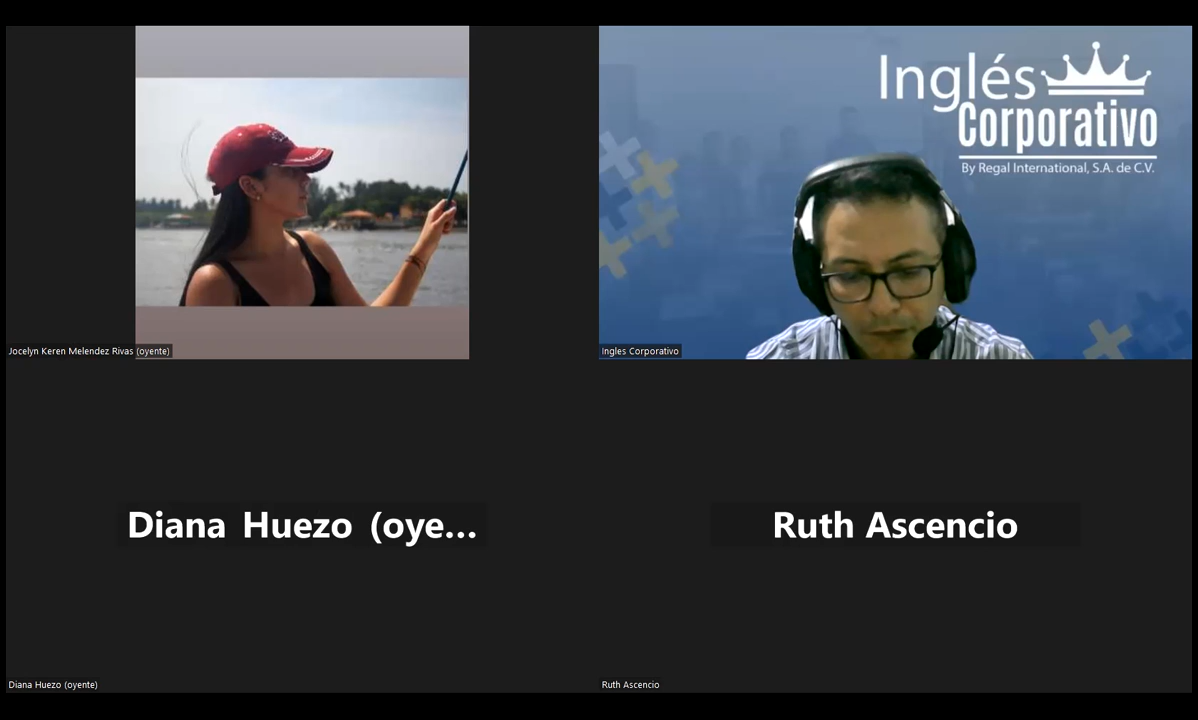 Inglés
Corporativo
By Regal International, S.A. de C.V.
Jocelyn Keren Melendez Rivas (oyente)
Ingles Corporativo
Diana Huezo (oye...
Ruth Ascencio
Diana Huezo (oyente)
Ruth Ascencio